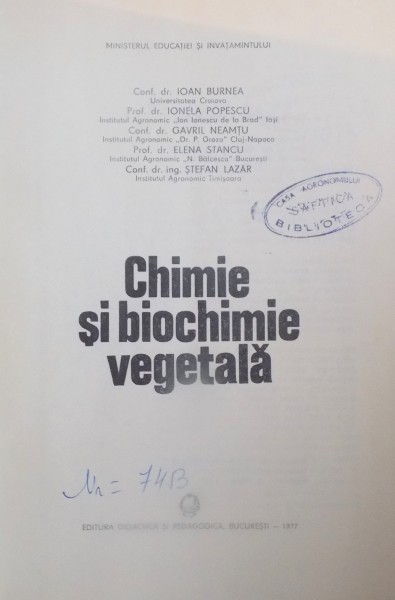 MINISTERUL EDUCAȚIEI ȘI INVĂȚĂMINTULUI
Conf. dr. IOAN BURNEA
Universitatea Craiova
Prof. dr. IONELA POPESCU
Institutul Agronomic „Ion Ionescu de la Brad" Iași
Conf. dr. GAVRIL NEAMȚU
Institutul Agronomic „Dr. P. Groza" Cluj-Napoca
Prof. dr. ELENA STANCU
Institutul Agronomic „N. Bălcescu" București
Conf. dr. ing. ȘTEFAN LAZĂR
Institutul Agronomic Timișoara
CASA AGRONOMULUI
BIBLIOTECA
Chimie
și biochimie
vegetală
Nr = 74B
EDITURA DIDACTICĂ ȘI PEDAGOGICĂ, BUCUREȘTI – 1977